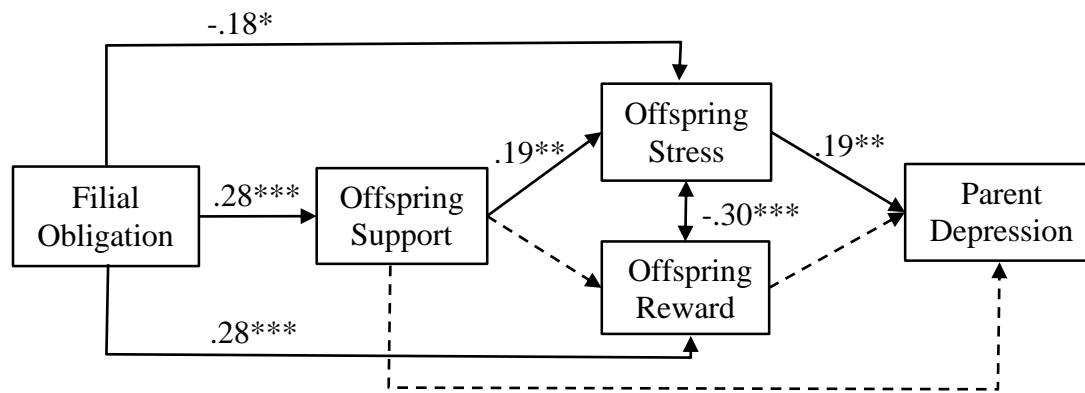 -.18*
Offspring
Stress
.19**
.19**
Filial
Obligation
.28***
Offspring
Support
-.30***
Parent
Depression
Offspring
Reward
.28***